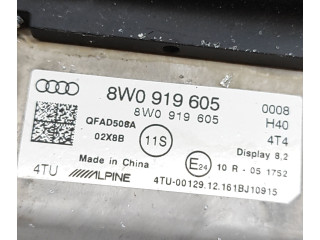 8W0 919 605
0008
8W0 919 605
H40
QFAD508A
4T4
02X8B
11S
Display 8,2
Made in China
E24
10 R - 05 1752
4TU
ALPINE
4TU-00129.12.161BJ10915